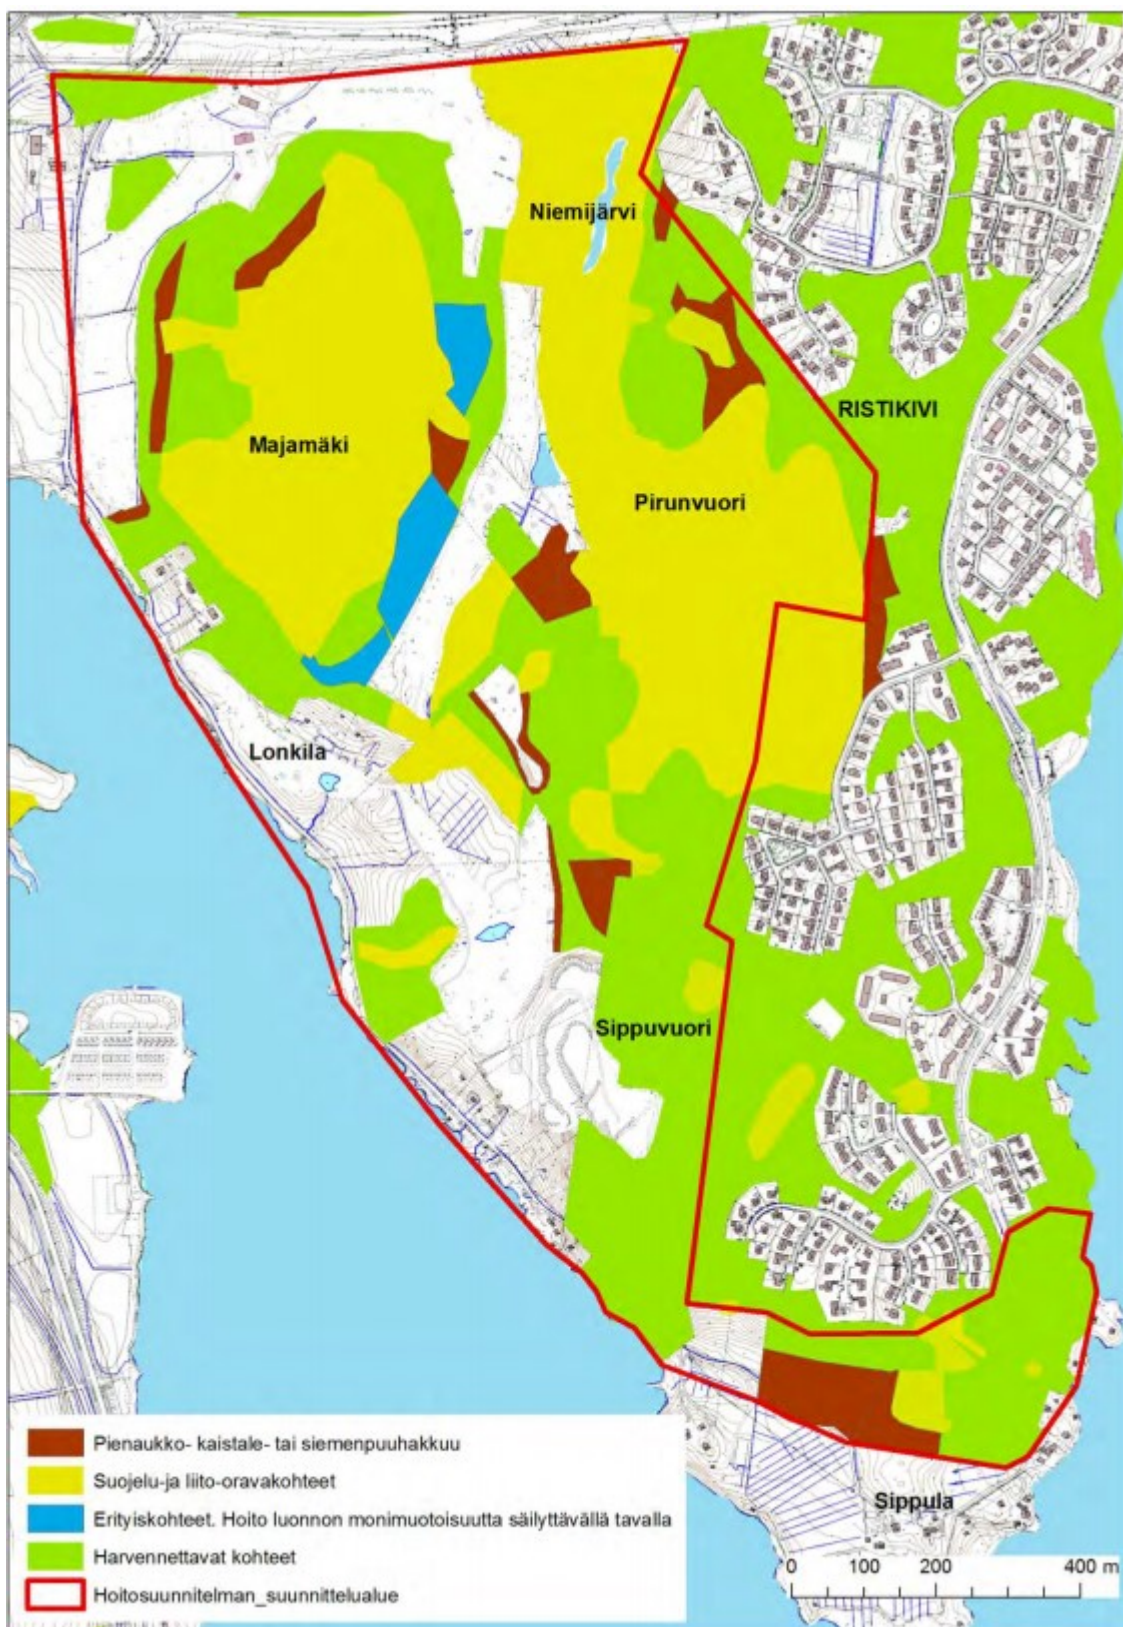 Niemijärvi
RISTIKIVI
Majamäki
Pirunvuori
Lonkila
Sippuvuori
Pienaukko- kaistale- tai siemenpuuhakkuu
Suojelu-ja liito-oravakohteet
Erityiskohteet. Hoito luonnon monimuotoisuutta säilyttävällä tavalla
Harvennettavat kohteet
Hoitosuunnitelman_suunnittelualue
Sippula
0 100 200 400 m